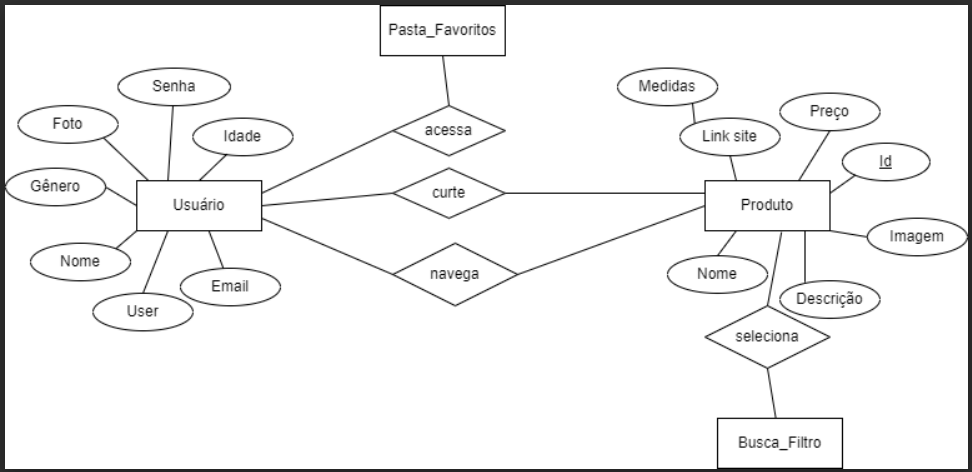 Pasta_Favoritos
Senha
Medidas
Foto
Idade
acessa
Link site
Preço
Id
Gênero
Usuário
curte
Produto
Nome
User
Email
navega
Nome
Imagem
Descrição
seleciona
Busca_Filtro